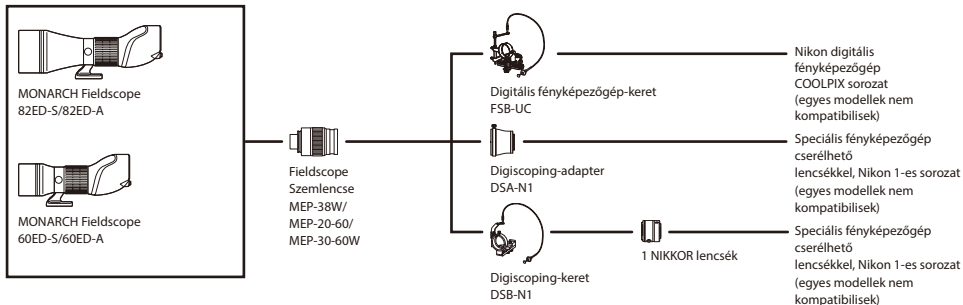 MONARCH Fieldscope
82ED-S/82ED-A
MONARCH Fieldscope
60ED-S/60ED-A
Fieldscope
Szemlencse
MEP-38W/
MEP-20-60/
MEP-30-60W
Digitális fényképezőgép-keret
FSB-UC
Digiscoping-adapter
DSA-N1
Digiscoping-keret
DSB-N1
1 NIKKOR lencsék
Nikon digitális
fényképezőgép
COOLPIX sorozat
(egyes modellek nem
kompatibilisek)
Speciális fényképezőgép
cserélhető
lencsékkel, Nikon 1-es sorozat
(egyes modellek nem
kompatibilisek)
Speciális fényképezőgép
cserélhető
lencsékkel, Nikon 1-es sorozat
(egyes modellek nem
kompatibilisek)